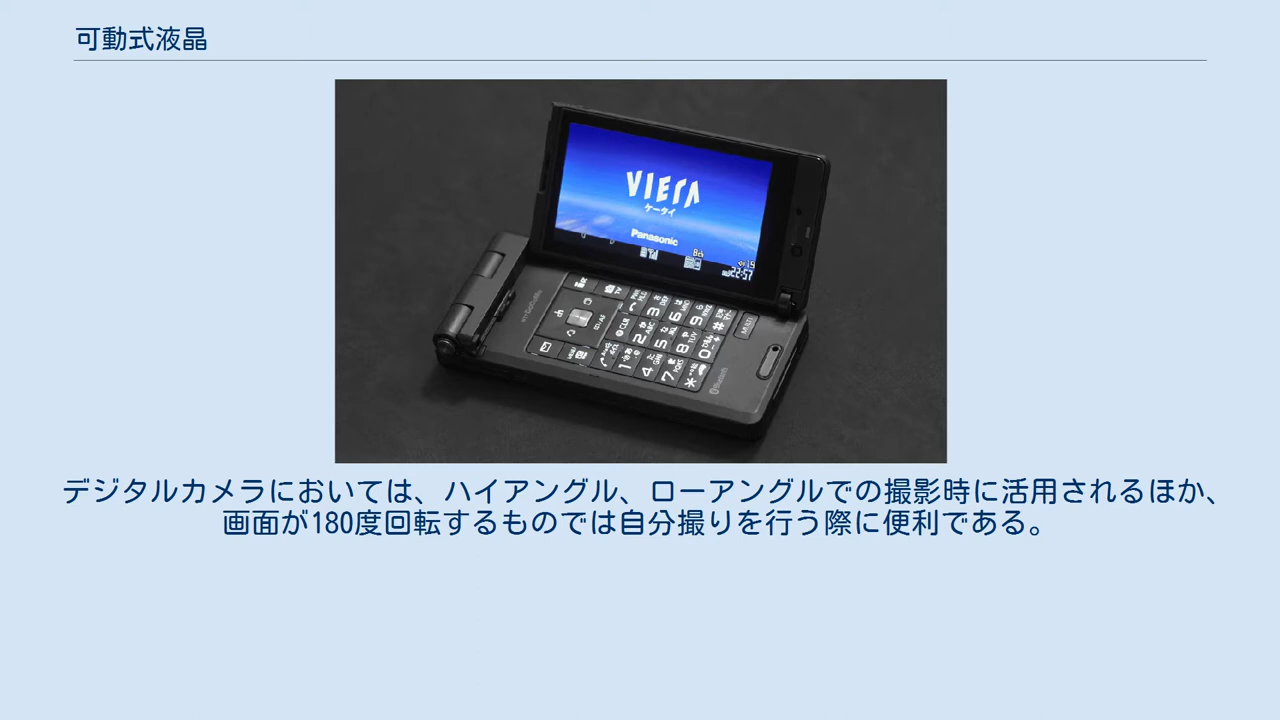 可動式液晶
VIERA
ケータイ
Panasonic
22:57
CLR
Bluetooth
デジタルカメラにおいては、ハイアングル、ローアングルでの撮影時に活用されるほか、
画面が180度回転するものでは自分撮りを行う際に便利である。